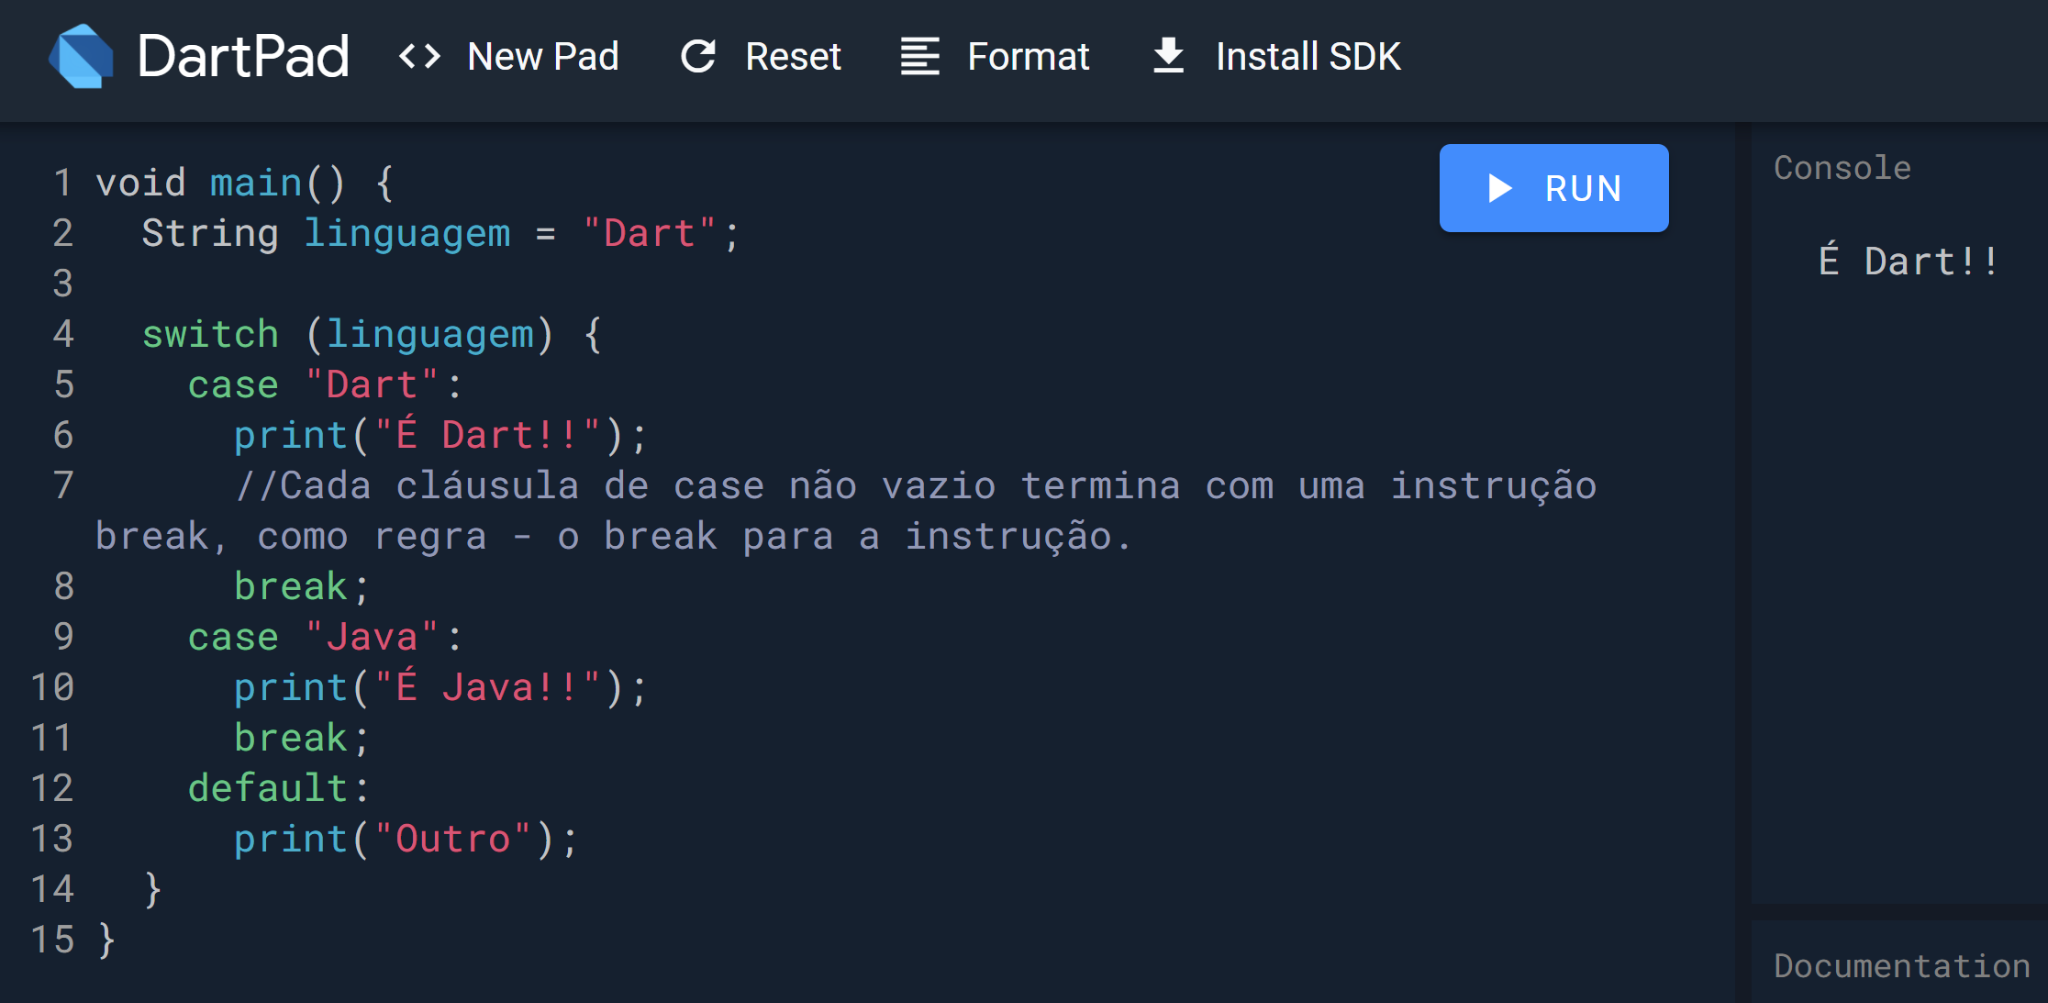 DartPad <> New Pad Reset Format Install SDK
1 void main() {
RUN
2 String linguagem = "Dart";
3
4 switch (linguagem) {
5 case "Dart":
6 print("É Dart!!");
7 //Cada cláusula de case não vazio termina com uma instrução
break, como regra - o break para a instrução.
8 break;
9 case "Java":
10 print("É Java!!");
11 break;
12 default:
13 print("Outro");
14 }
15 }
Console
É Dart!!
Documentation